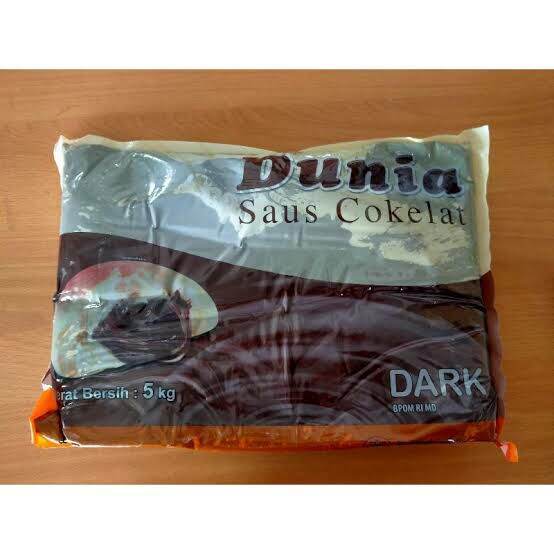 Dunia
Saus Cokelat
erat Bersih : 5 kg
DARK
BPOM RI MD